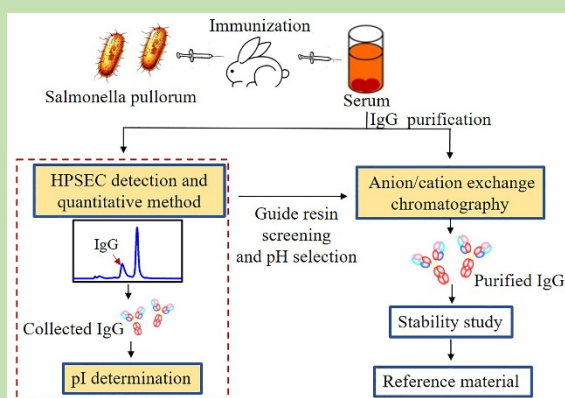 Immunization
Salmonella pullorum
Serum
IgG purification
HPSEC detection and
quantitative method
Guide resin
screening
and pH selection
Anion/cation exchange
chromatography
IgG
Collected IgG
Purified IgG
pI determination
Stability study
Reference material